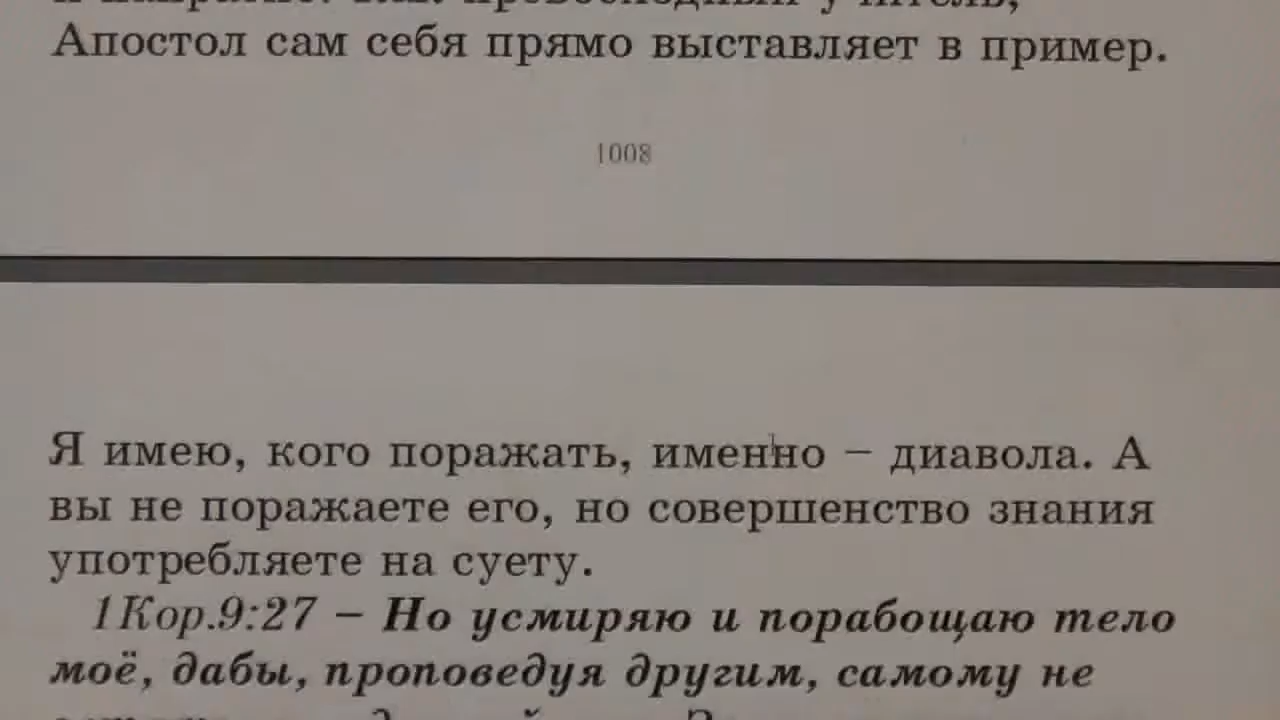 Апостол сам себя прямо выставляет в пример.
1008
Я имею, кого поражать, именно – диавола. А
вы не поражаете его, но совершенство знания
употребляете на суету.
1Кор.9:27 – Но усмиряю и порабощаю тело
моё, дабы, проповедуя другим, самому не